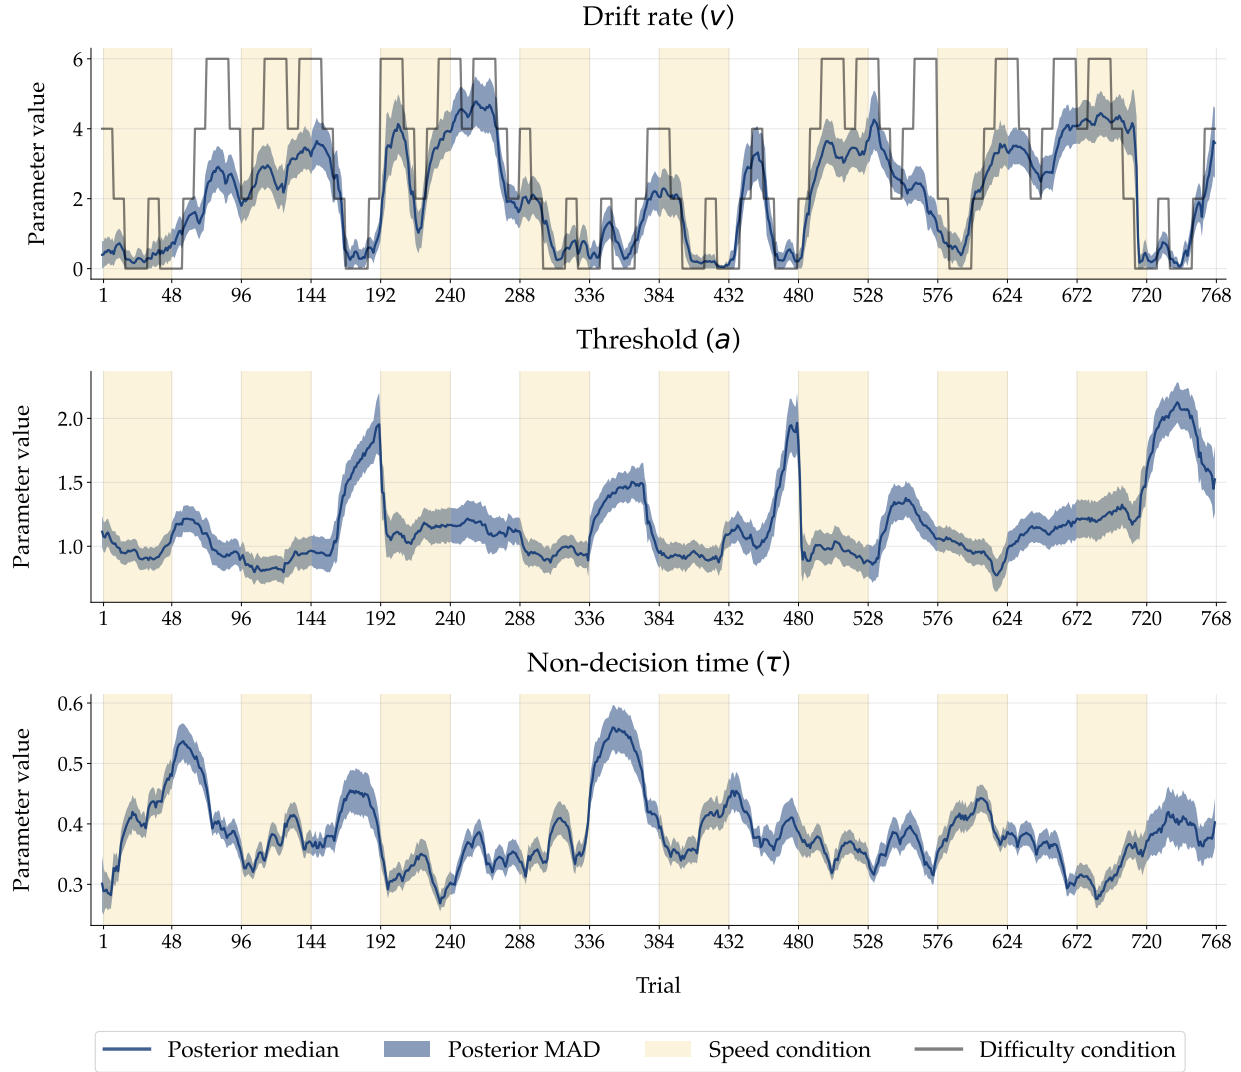 Drift rate (v)
Parameter value
6
4
2
0
1 48 96 144 192 240 288 336 384 432 480 528 576 624 672 720 768
Threshold (a)
Parameter value
2.0
1.5
1.0
1 48 96 144 192 240 288 336 384 432 480 528 576 624 672 720 768
Non-decision time (τ)
Parameter value
0.6
0.5
0.4
0.3
1 48 96 144 192 240 288 336 384 432 480 528 576 624 672 720 768
Trial
Posterior median Posterior MAD Speed condition Difficulty condition